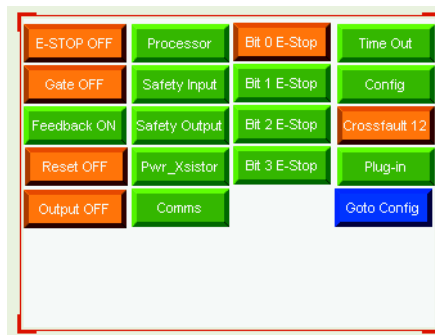 E-STOP OFF Processor Bit 0 E-Stop Time Out
Gate OFF Safety Input Bit 1 E-Stop Config
Feedback ON Safety Output Bit 2 E-Stop Crossfault 12
Reset OFF Pwr_Xsistor Bit 3 E-Stop Plug-in
Output OFF Comms Goto Config